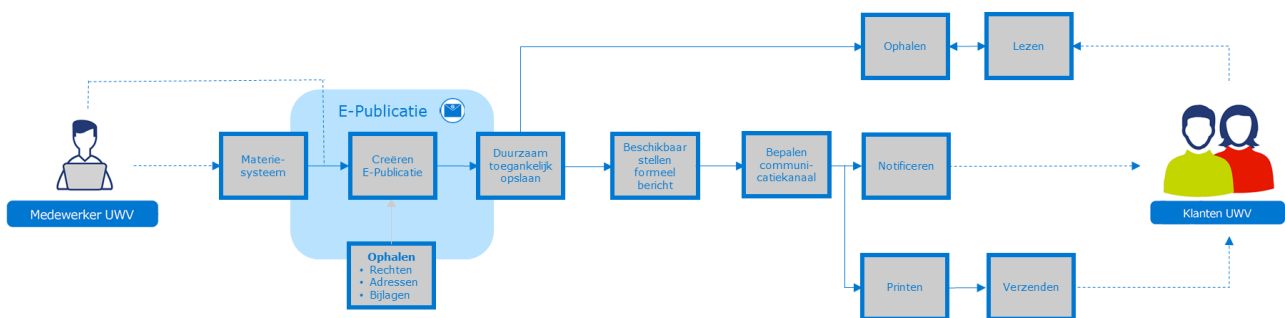 Ophalen
Lezen
E-Publicatie
Materie-
systeem
Creëren
E-Publicatie
Duurzaam
toegankelijk
opslaan
Beschikbaar
stellen
formeel
bericht
Bepalen
communi-
catiekanaal
Notificeren
Medewerker UWV
Klanten UWV
Ophalen
• Rechten
• Adressen
• Bijlagen
Printen
Verzenden